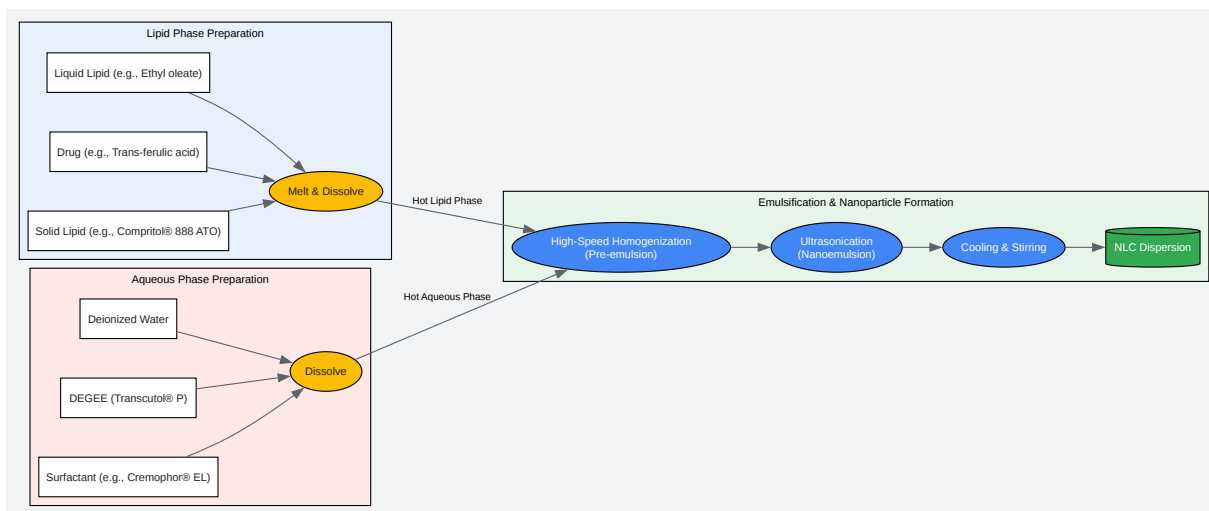 Lipid Phase Preparation
Liquid Lipid (e.g., Ethyl oleate)
Drug (e.g., Trans-ferulic acid)
Solid Lipid (e.g., Compritol® 888 ATO)
Melt & Dissolve
Hot Lipid Phase
Aqueous Phase Preparation
Deionized Water
DEGEE (Transcutol® P)
Surfactant (e.g., Cremophor® EL)
Dissolve
Hot Aqueous Phase
Emulsification & Nanoparticle Formation
High-Speed Homogenization
(Pre-emulsion)
Ultrasonication
(Nanoemulsion)
Cooling & Stirring
NLC Dispersion